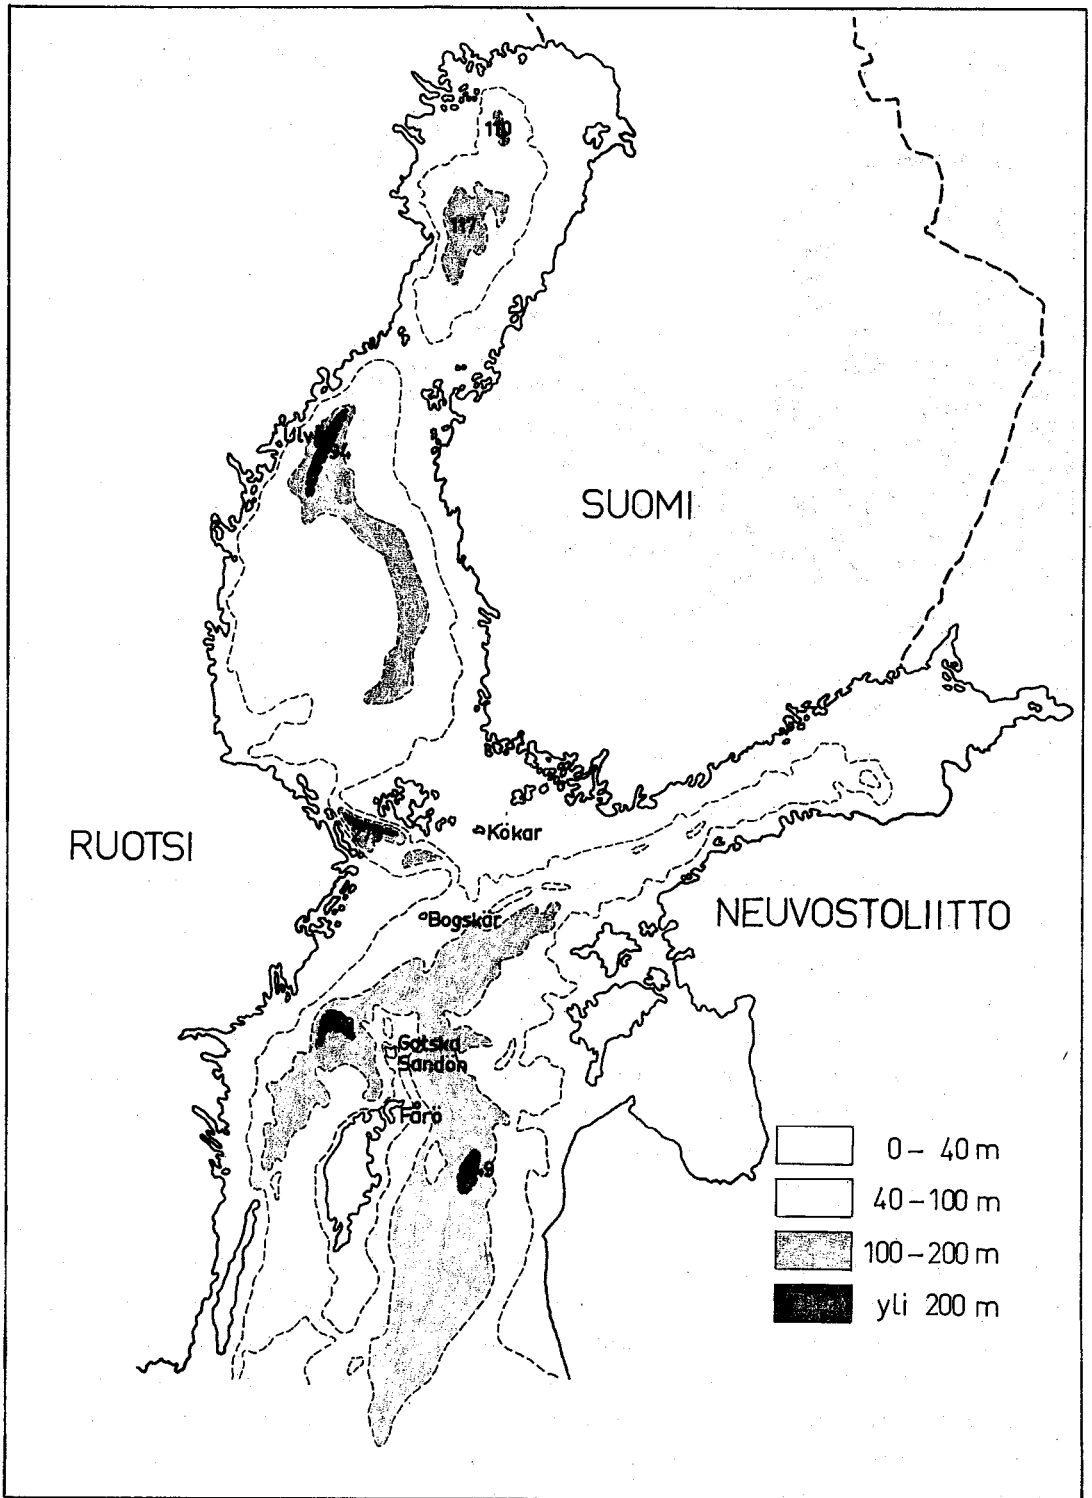 110
117
SUOMI
RUOTSI
Kökar
Bogskär
NEUVOSTOLIITTO
Gotska
Sandön
Fårö
0 – 40 m
40 – 100 m
100 – 200 m
yli 200 m